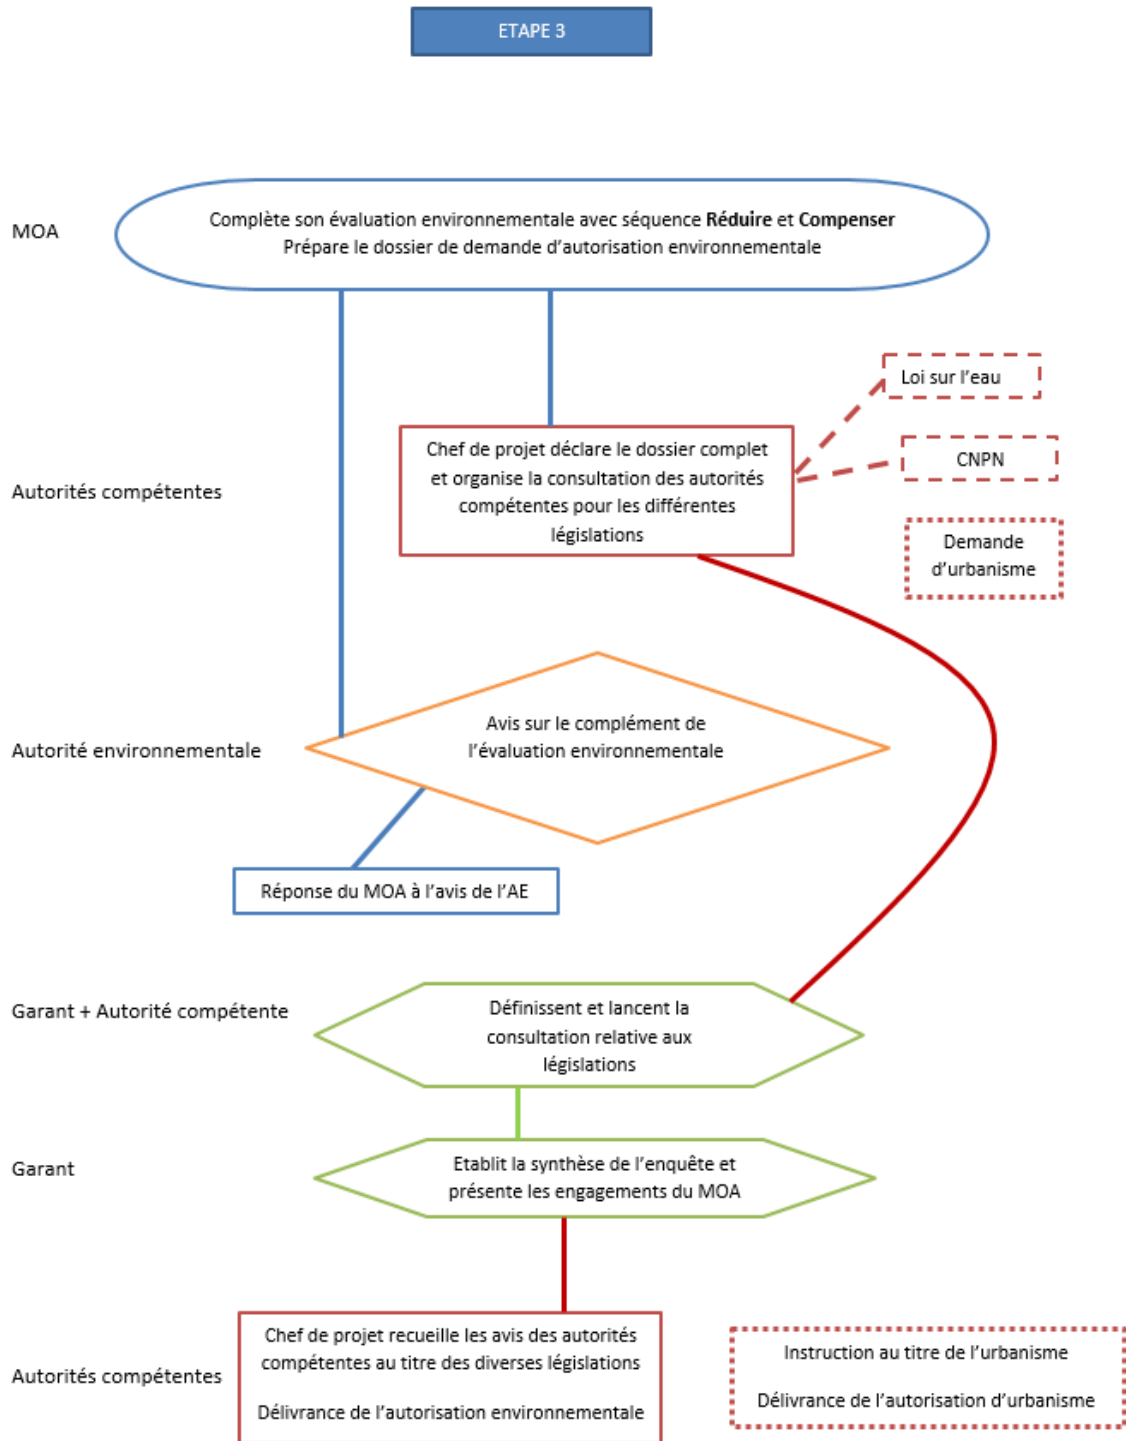 ETAPE 3
MOA
Complète son évaluation environnementale avec séquence Réduire et Compenser
Prépare le dossier de demande d’autorisation environnementale
Loi sur l’eau
Autorités compétentes
Chef de projet déclare le dossier complet
et organise la consultation des autorités
compétentes pour les différentes
législations
CNPN
Demande
d’urbanisme
Autorité environnementale
Avis sur le complément de
l’évaluation environnementale
Réponse du MOA à l’avis de l’AE
Garant + Autorité compétente
Définissent et lancent la
consultation relative aux
législations
Garant
Etablit la synthèse de l’enquête et
présente les engagements du MOA
Autorités compétentes
Chef de projet recueille les avis des autorités
compétentes au titre des diverses législations
Délivrance de l’autorisation environnementale
Instruction au titre de l’urbanisme
Délivrance de l’autorisation d’urbanisme